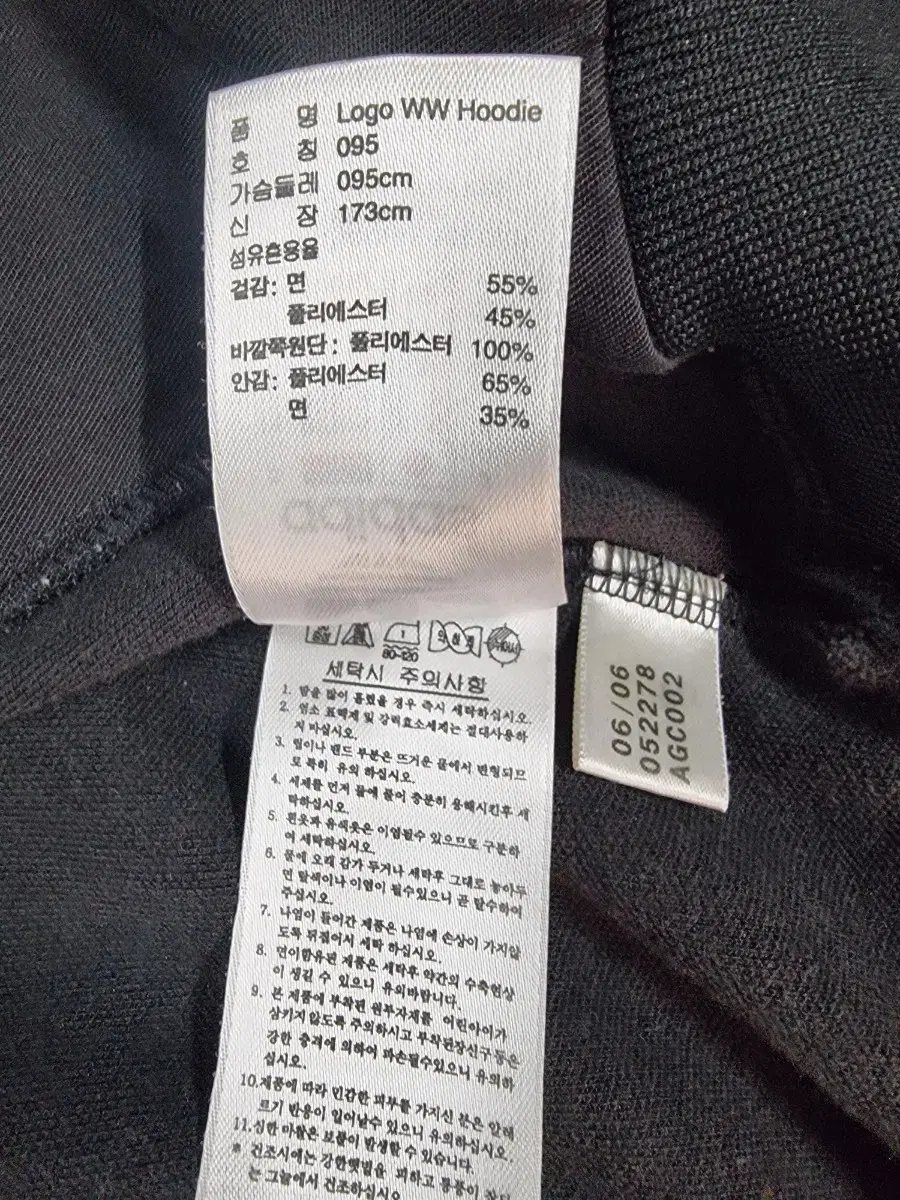 품 명 Logo WW Hoodie
호 칭 095
가슴둘레 095cm
신 장 173cm
섬유혼용율
겉감: 면 55%
폴리에스터 45%
바깥쪽원단: 폴리에스터 100%
안감: 폴리에스터 65%
면 35%
80-120
세탁시 주의사항
1. 땀을 많이 흘렸을 경우 즉시 세탁하십시오.
2. 염소 표백제 및 강력효소세제는 절대사용하
지 마십시오.
3. 립이나 밴드 부분은 뜨거운 물에서 변형되므
로 특히 유의 하십시오.
4. 세제를 먼저 물에 풀어 충분히 용해시킨후 세
탁하십시오.
5. 흰옷과 유색옷은 이염될수 있으므로 구분하
여 세탁하십시오.
6. 물에 오래 담가 두거나 세탁후 그대로 놓아두
면 탈색이나 이염이 될수있으니 곧 탈수하여
주십시오.
7. 나염이 들어간 제품은 나염에 손상이 가지않
도록 뒤집어서 세탁 하십시오.
8. 면이함유된 제품은 세탁후 약간의 수축현상
이 생길 수 있으니 유의바랍니다.
9. 본 제품에 부착된 원부자재를 어린아이가
삼키지않도록 주의하시고 부착된장신구등은
강한 충격에 의하여 파손될수있으니 유의하
십시오.
10.제품에 따라 민감한 피부를 가지신 분은 알레
르기 반응이 일어날수 있으니 유의하십시오.
11.심한 마찰은 보풀이 발생할 수 있습니다.
* 건조시에는 강한햇볕을 피하고 통풍이 잘되
는 그늘에서 건조하십시오
06/06
052278
AGC002